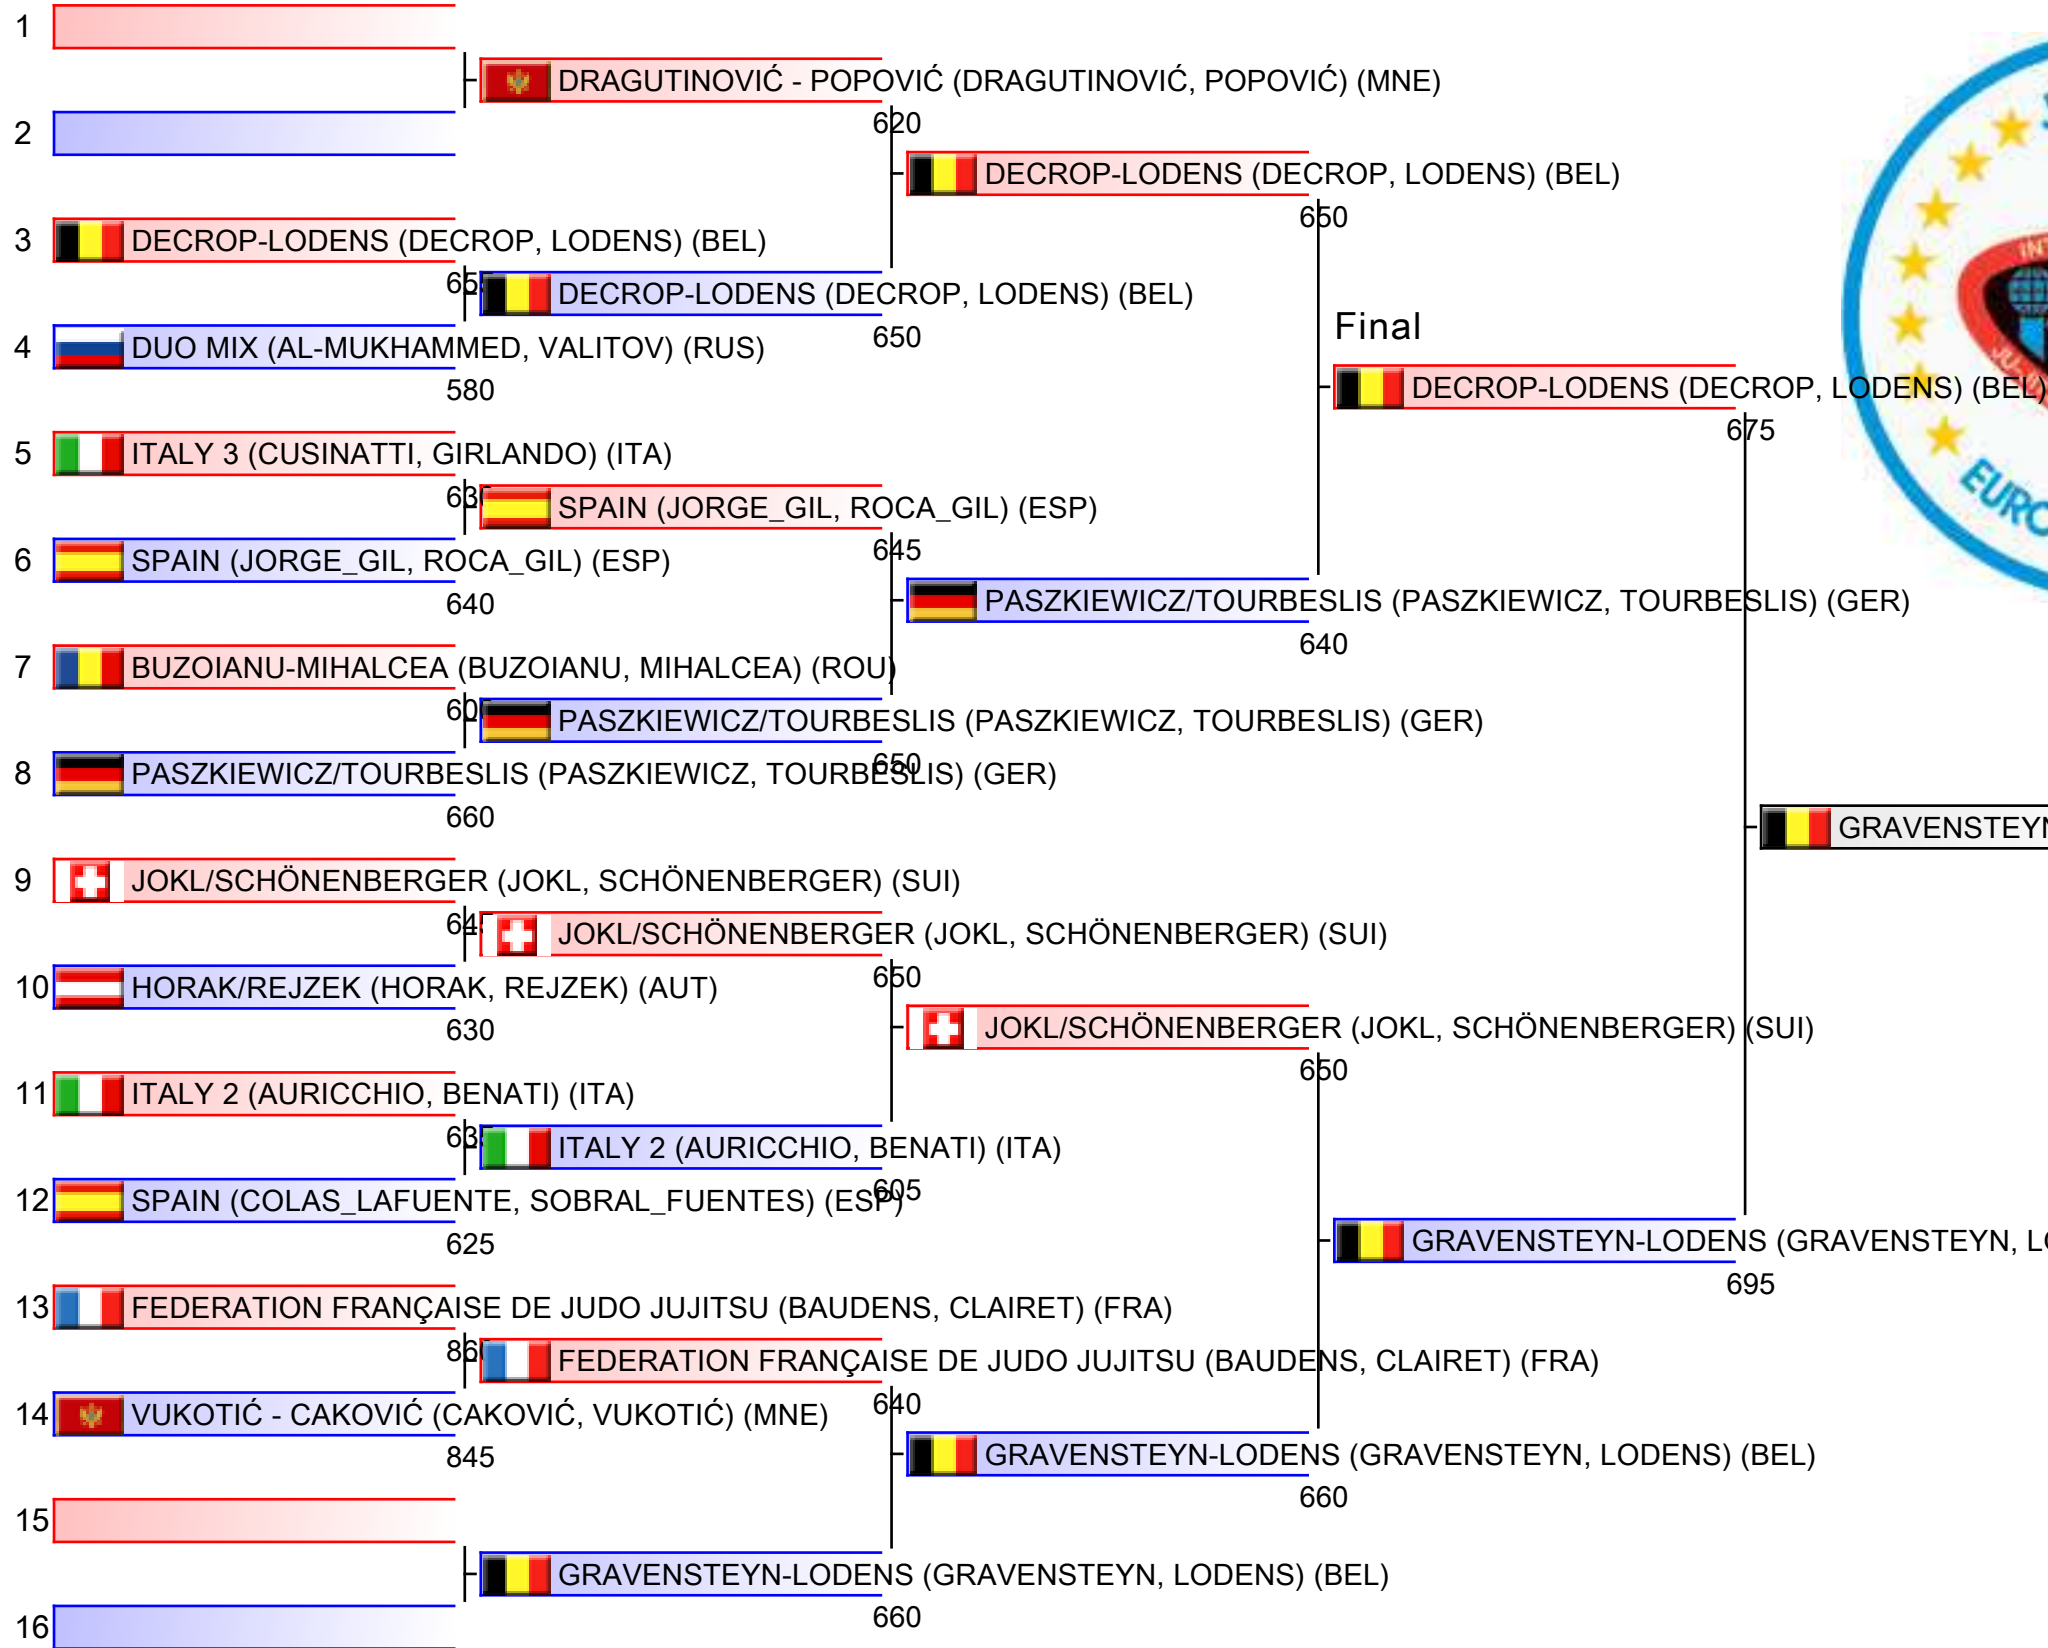 1
DRAGUTINOVIĆ - POPOVIĆ (DRAGUTINOVIĆ, POPOVIĆ) (MNE)
620
2
DECROP-LODENS (DECROP, LODENS) (BEL)
650
3 DECROP-LODENS (DECROP, LODENS) (BEL)
DECROP-LODENS (DECROP, LODENS) (BEL)
650
4 DUO MIX (AL-MUKHAMMED, VALITOV) (RUS)
580
Final
DECROP-LODENS (DECROP, LODENS) (BEL)
675
5 ITALY 3 (CUSINATTI, GIRLANDO) (ITA)
SPAIN (JORGE_GIL, ROCA_GIL) (ESP)
645
6 SPAIN (JORGE_GIL, ROCA_GIL) (ESP)
640
PASZKIEWICZ/TOURBESLIS (PASZKIEWICZ, TOURBESLIS) (GER)
640
7 BUZOIANU-MIHALCEA (BUZOIANU, MIHALCEA) (ROU)
PASZKIEWICZ/TOURBESLIS (PASZKIEWICZ, TOURBESLIS) (GER)
650
8 PASZKIEWICZ/TOURBESLIS (PASZKIEWICZ, TOURBESLIS) (GER)
660
9 JOKL/SCHÖNENBERGER (JOKL, SCHÖNENBERGER) (SUI)
JOKL/SCHÖNENBERGER (JOKL, SCHÖNENBERGER) (SUI)
650
10 HORAK/REJZEK (HORAK, REJZEK) (AUT)
630
JOKL/SCHÖNENBERGER (JOKL, SCHÖNENBERGER) (SUI)
650
11 ITALY 2 (AURICCHIO, BENATI) (ITA)
ITALY 2 (AURICCHIO, BENATI) (ITA)
605
12 SPAIN (COLAS_LAFUENTE, SOBRAL_FUENTES) (ESP)
625
GRAVENSTEYN-LODENS (GRAVENSTEYN,
695
13 FEDERATION FRANÇAISE DE JUDO JUJITSU (BAUDENS, CLAIRET) (FRA)
FEDERATION FRANÇAISE DE JUDO JUJITSU (BAUDENS, CLAIRET) (FRA)
640
14 VUKOTIĆ - CAKOVIĆ (CAKOVIĆ, VUKOTIĆ) (MNE)
845
GRAVENSTEYN-LODENS (GRAVENSTEYN, LODENS) (BEL)
660
15
GRAVENSTEYN-LODENS (GRAVENSTEYN, LODENS) (BEL)
660
16